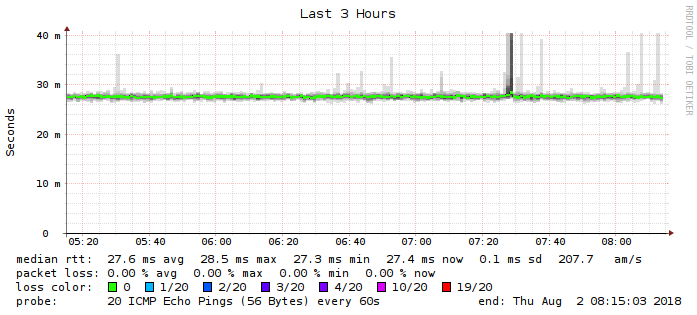 Last 3 Hours
RRDTOOL / TOBI OETIKER
Seconds
40 m
30 m
20 m
10 m
0
05:20 05:40 06:00 06:20 06:40 07:00 07:20 07:40 08:00
median rtt: 27.6 ms avg 28.5 ms max 27.3 ms min 27.4 ms now 0.1 ms sd 207.7 am/s
packet loss: 0.00 % avg 0.00 % max 0.00 % min 0.00 % now
loss color: 0 1/20 2/20 3/20 4/20 10/20 19/20
probe: 20 ICMP Echo Pings (56 Bytes) every 60s end: Thu Aug 2 08:15:03 2018